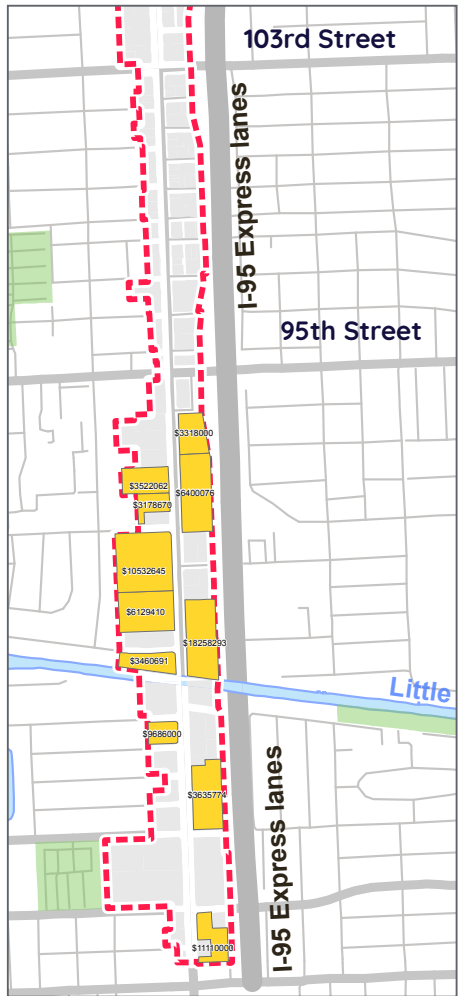 103rd Street
I-95 Express lanes
95th Street
$3318000
$3522062
$6400076
$3178670
$10532645
$6129410
$18258293
$3460691
Little
$9686000
$3635774
I-95 Express lanes
$11110000